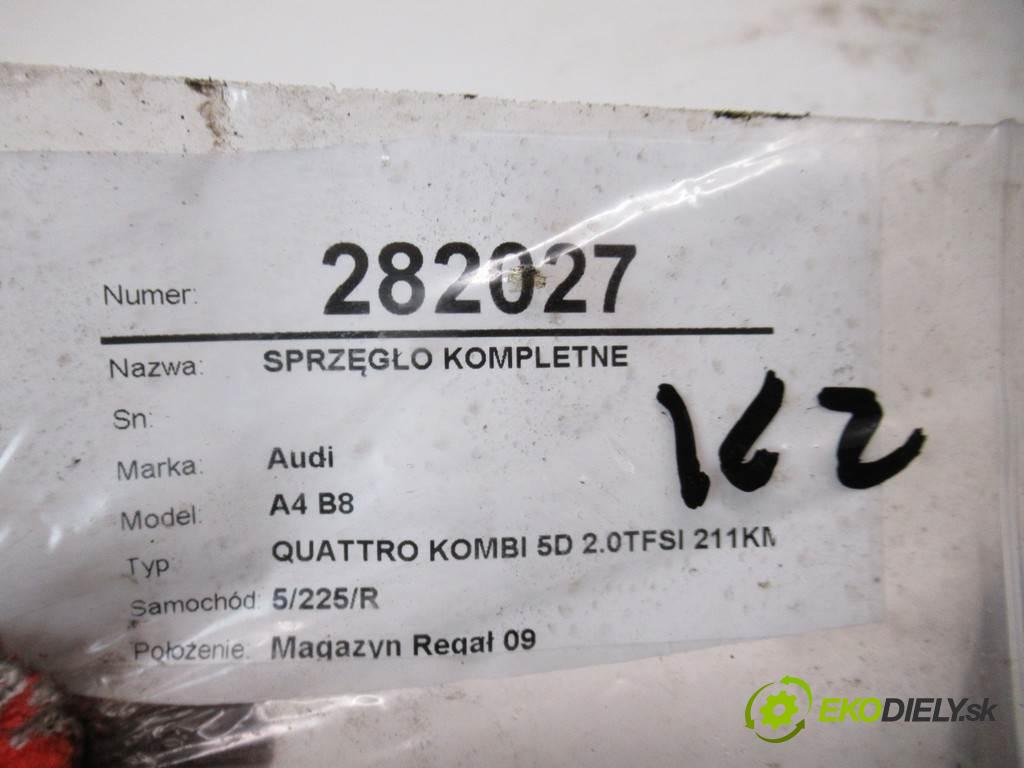 Numer: 282027
Nazwa: SPRZĘGŁO KOMPLETNE
Sn:
162
Marka: Audi
Model: A4 B8
Typ: QUATTRO KOMBI 5D 2.0TFSI 211KM
Samochód: 5/225/R
Położenie: Magazyn Regał 09
EKODIELY.sk